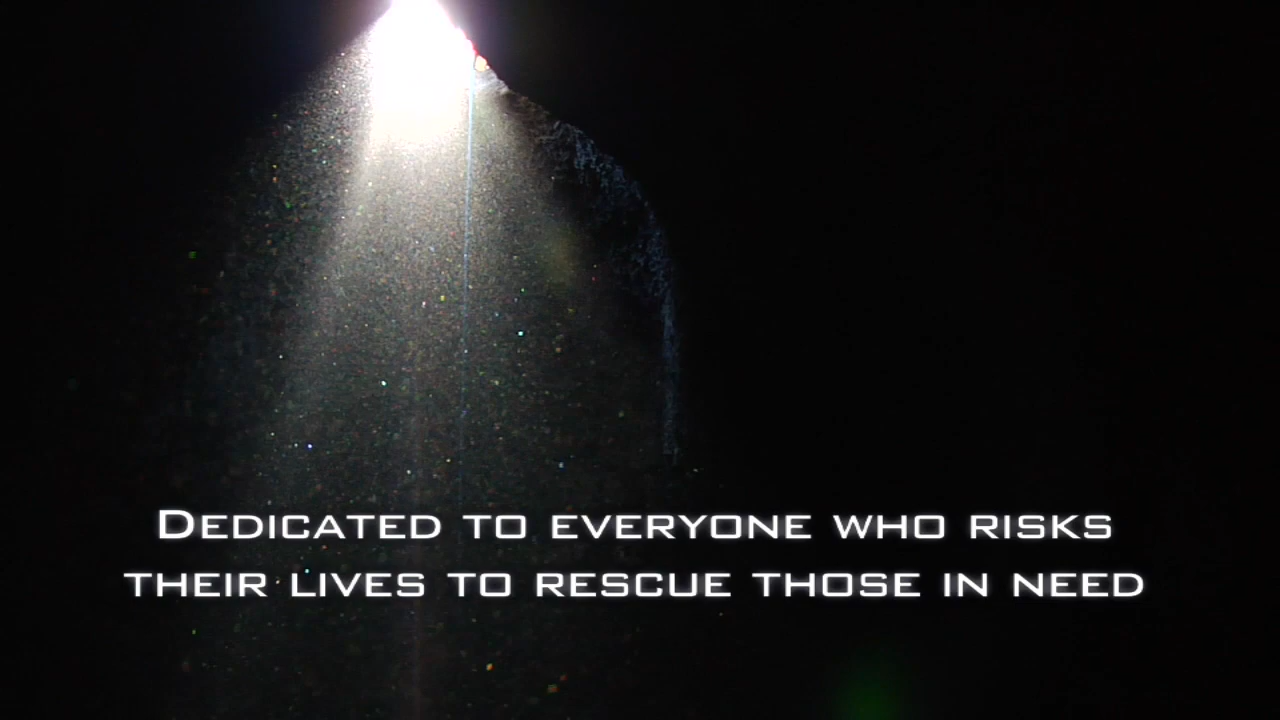 Dedicated to everyone who risks
their lives to rescue those in need